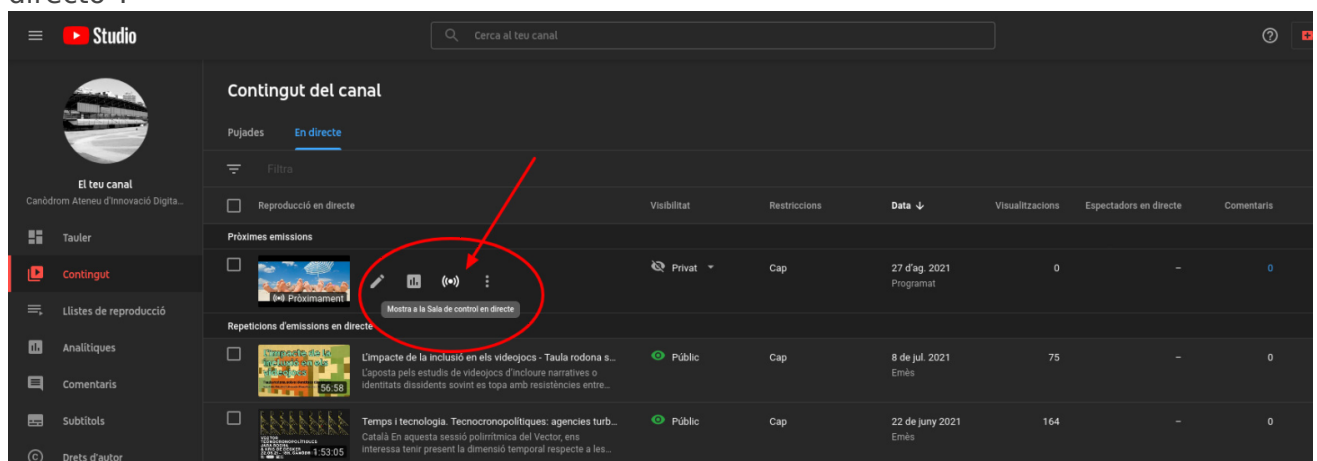 directo".
Studio
Cerca al teu canal
Contingut del canal
Pujades En directe
Filtra
El teu canal
Canòdrom Ateneu d'Innovació Digita...
Reproducció en directe Visibilitat Restriccions Data ↓ Visualitzacions Espectadors en directe Comentaris
Tauler
Pròximes emissions
Contingut
Pròximament
Privat Cap 27 d'ag. 2021 0 – 0
Programat
Mostra a la Sala de control en directe
Llistes de reproducció
Repeticions d'emissions en directe
Analítiques
L'impacte de la inclusió en els videojocs - Taula rodona s...
Públic Cap 8 de jul. 2021 75 – 0
L'aposta pels estudis de videojocs d'incloure narratives o
Emès
identitats dissidents sovint es topa amb resistències entre...
56:58
Comentaris
Subtítols
Temps i tecnologia. Tecnocronopolítiques: agencies turb...
Públic Cap 22 de juny 2021 164 – 0
Català En aquesta sessió polirrítmica del Vector, ens
Emès
interessa tenir present la dimensió temporal respecte a les...
1:53:05
Drets d'autor